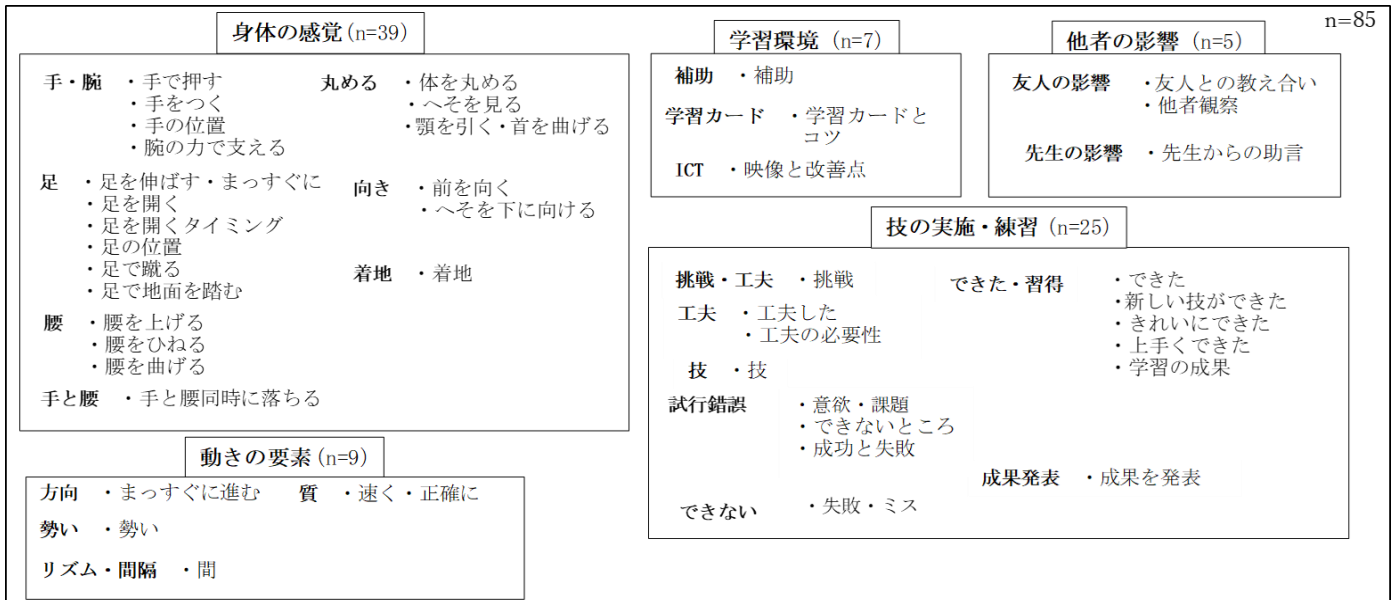 n=85
身体の感覚(n=39)
手・腕 ・手で押す
・手をつく
・手の位置
・腕の力で支える
丸める ・体を丸める
・へそを見る
・顎を引く・首を曲げる
足 ・足を伸ばす・まっすぐに
・足を開く
・足を開くタイミング
・足の位置
・足で蹴る
・足で地面を踏む
向き ・前を向く
・へそを下に向ける
着地 ・着地
腰 ・腰を上げる
・腰をひねる
・腰を曲げる
手と腰 ・手と腰同時に落ちる
動きの要素(n=9)
方向 ・まっすぐに進む 質 ・速く・正確に
勢い ・勢い
リズム・間隔 ・間
学習環境 (n=7)
補助 ・補助
学習カード ・学習カードと
コツ
ICT ・映像と改善点
他者の影響 (n=5)
友人の影響 ・友人との教え合い
・他者観察
先生の影響 ・先生からの助言
技の実施・練習 (n=25)
挑戦・工夫 ・挑戦
工夫 ・工夫した
・工夫の必要性
技 ・技
試行錯誤 ・意欲・課題
・できないところ
・成功と失敗
できない ・失敗・ミス
できた・習得 ・できた
・新しい技ができた
・きれいにできた
・上手くできた
・学習の成果
成果発表 ・成果を発表